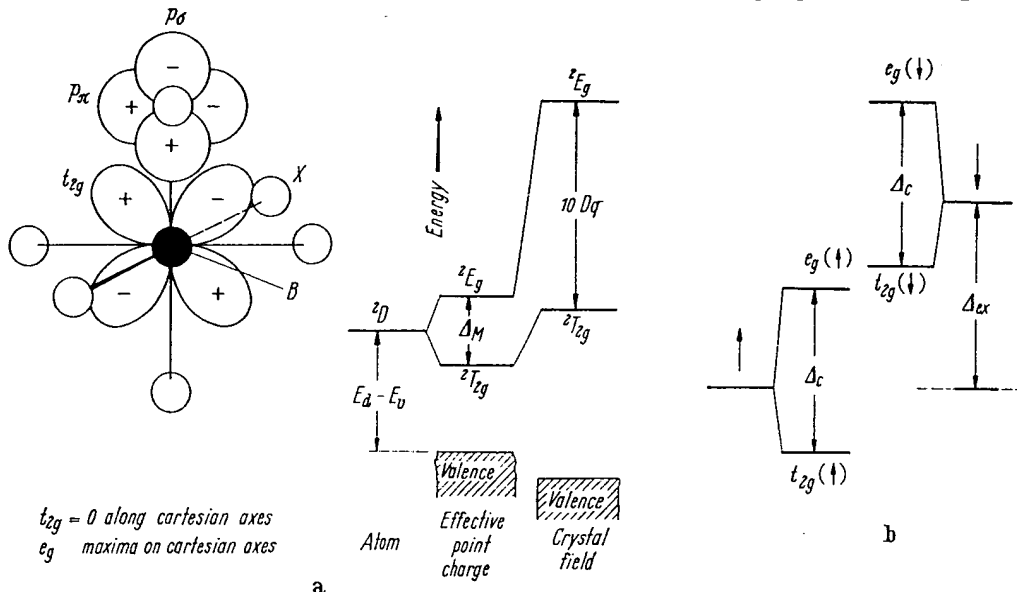 pσ
pπ
−
+
−
+
t2g
+
−
−
+
X
B
t2g = 0 along cartesian axes
eg maxima on cartesian axes
Energy
²D
Ed − Ev
²Eg
ΔM
²T2g
²Eg
10 Dq
²T2g
Valence
Valence
Atom
Effective
point
charge
Crystal
field
a
eg (↓)
Δc
t2g (↓)
eg (↑)
Δc
t2g (↑)
Δex
b